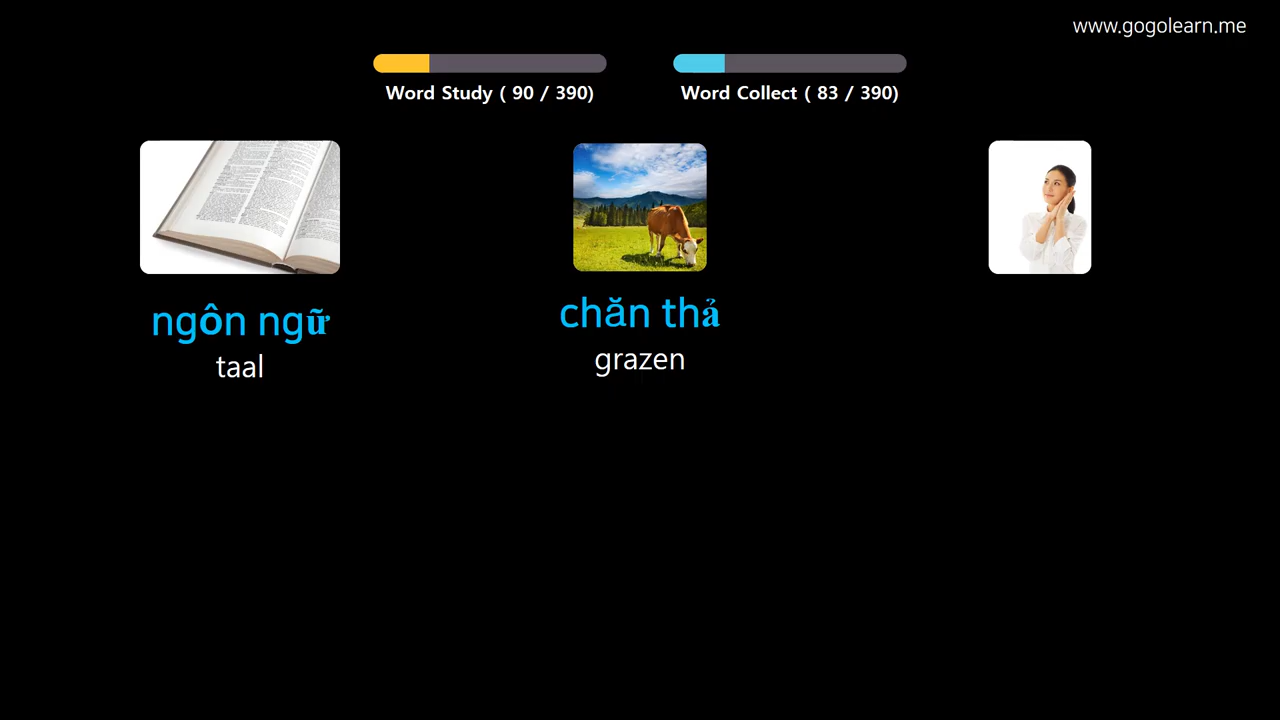 www.gogolearn.me
Word Study ( 90 / 390)
Word Collect ( 83 / 390)
ngôn ngữ
taal
chăn thả
grazen